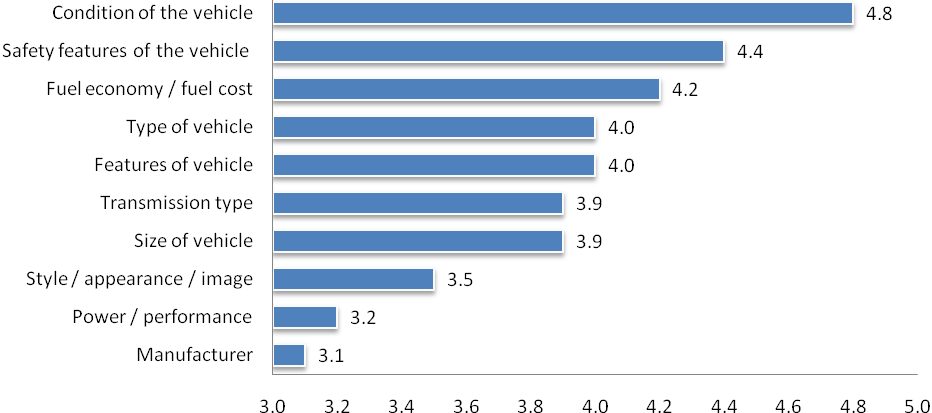 Condition of the vehicle 4.8
Safety features of the vehicle 4.4
Fuel economy / fuel cost 4.2
Type of vehicle 4.0
Features of vehicle 4.0
Transmission type 3.9
Size of vehicle 3.9
Style / appearance / image 3.5
Power / performance 3.2
Manufacturer 3.1
3.0 3.2 3.4 3.6 3.8 4.0 4.2 4.4 4.6 4.8 5.0